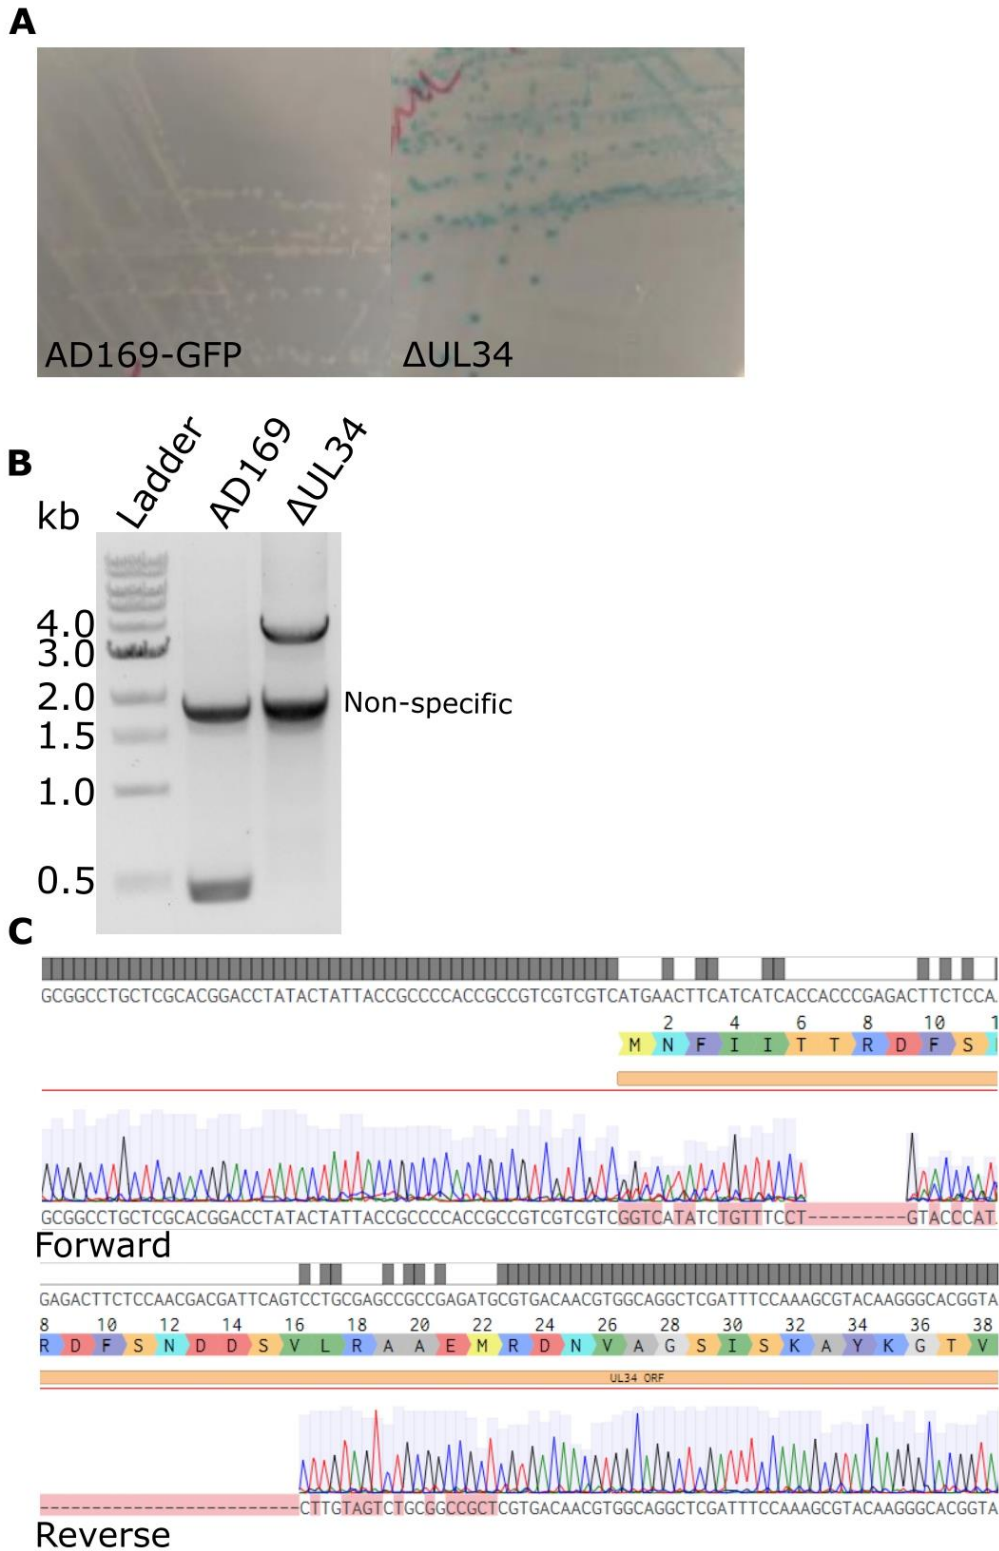 A
AD169-GFP
ΔUL34
B
kb
Ladder
AD169
ΔUL34
4.0
3.0
2.0
1.5
1.0
0.5
Non-specific
C
GCGGCCTGCTCGCACGGACCTATACTATTACCGCCCCACCGCCGTCGTCGTCATGAACTTCATCATCACCACCCGAGACTTCTCCA
2 4 6 8 10 1
M N F I I T T R D F S
GCGGCCTGCTCGCACGGACCTATACTATTACCGCCCCACCGCCGTCGTCGTCGGTCATATCTGTTTCCT---------GTACCCAT
Forward
GAGACTTCTCCAACGACGATTCAGTCCTGCGAGCCGCCGAGATGCGTGACAACGTGGCAGGCTCGATTTCCAAAGCGTACAAGGGCACGGTA
8 10 12 14 16 18 20 22 24 26 28 30 32 34 36 38
R D F S N D D S V L R A A E M R D N V A G S I S K A Y K G T V
UL34 ORF
-------------------------CTTGTAGTCTGCGGCCGCTCGTGACAACGTGGCAGGCTCGATTTCCAAAGCGTACAAGGGCACGGTA
Reverse